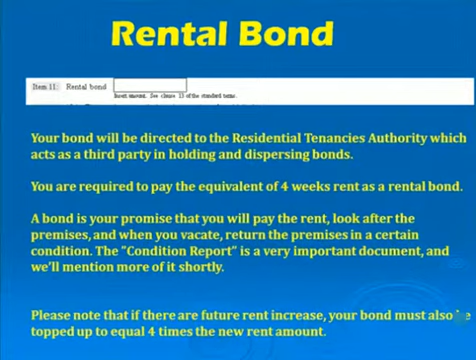 Rental Bond
Item 11: Rental bond
Insert amount. See clause 13 of the standard terms.
Your bond will be directed to the Residential Tenancies Authority which
acts as a third party in holding and dispersing bonds.
You are required to pay the equivalent of 4 weeks rent as a rental bond.
A bond is your promise that you will pay the rent, look after the
premises, and when you vacate, return the premises in a certain
condition. The "Condition Report" is a very important document, and
we'll mention more of it shortly.
Please note that if there are future rent increase, your bond must also be
topped up to equal 4 times the new rent amount.